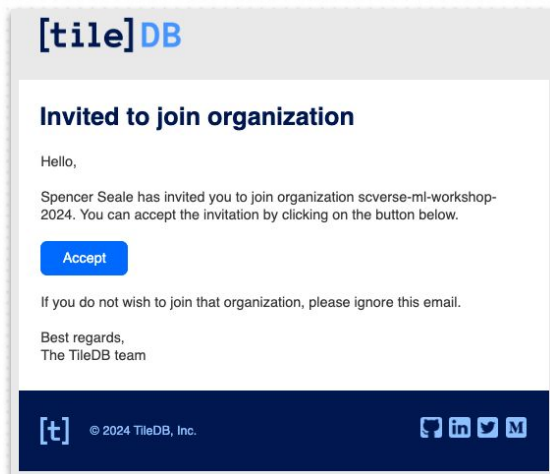 [tile]DB
Invited to join organization
Hello,
Spencer Seale has invited you to join organization scverse-ml-workshop-
2024. You can accept the invitation by clicking on the button below.
Accept
If you do not wish to join that organization, please ignore this email.
Best regards,
The TileDB team
[t] © 2024 TileDB, Inc. in M